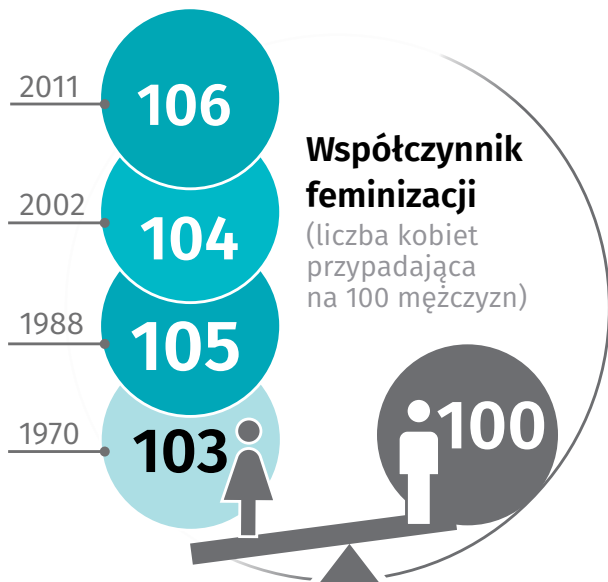 2011
106
Współczynnik
feminizacji
(liczba kobiet
przypadająca
na 100 mężczyzn)
2002
104
1988
105
1970
103
100